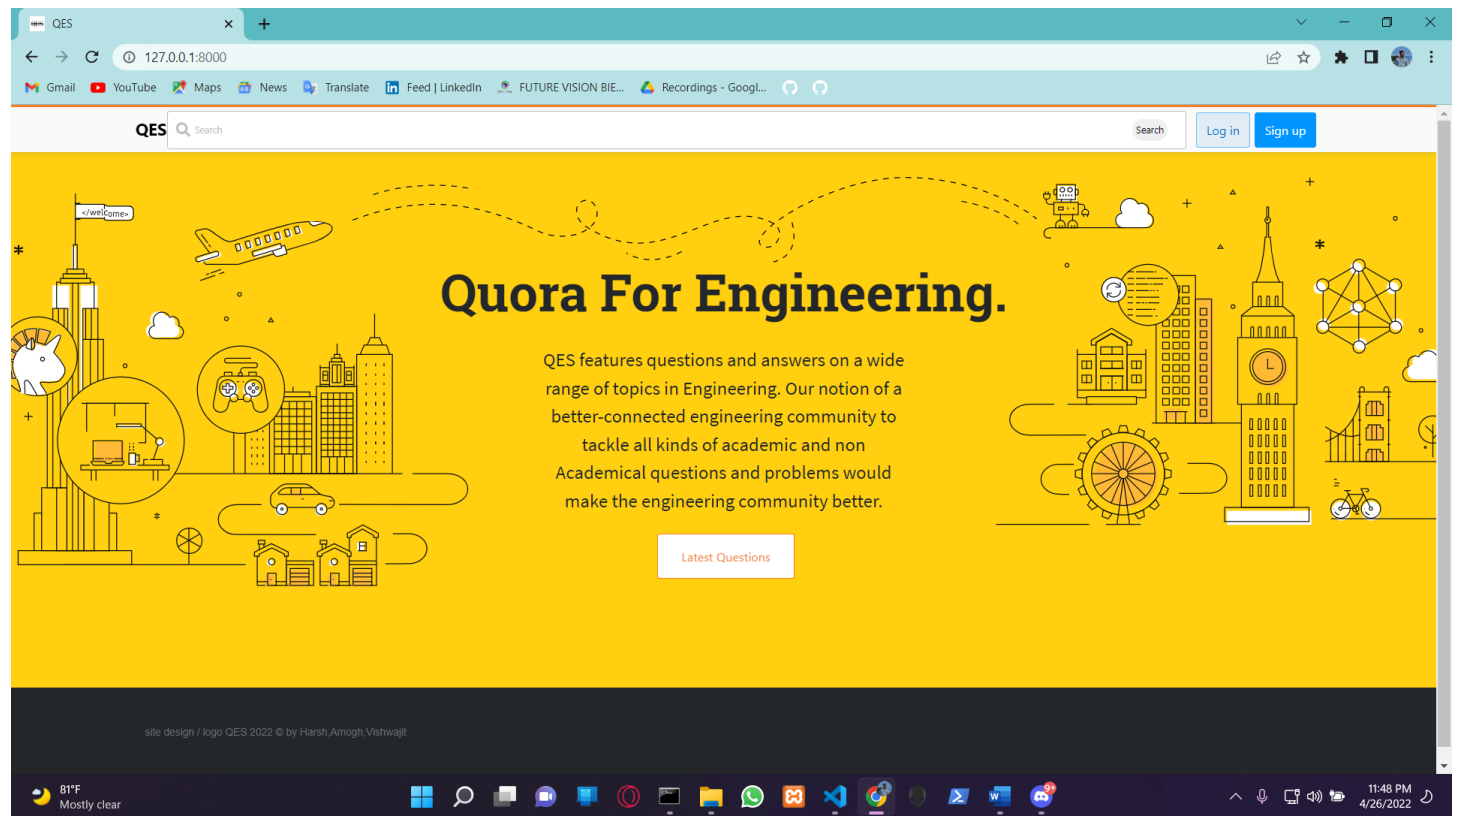 QES
127.0.0.1:8000
Gmail YouTube Maps News Translate Feed | LinkedIn FUTURE VISION BIE... Recordings - Googl...
QES Search Search Log in Sign up
</welcome>
Quora For Engineering.
QES features questions and answers on a wide
range of topics in Engineering. Our notion of a
better-connected engineering community to
tackle all kinds of academic and non
Academical questions and problems would
make the engineering community better.
Latest Questions
site design / logo QES 2022 © by Harsh,Amogh,Vishwajit
81°F
Mostly clear
9+
11:48 PM
4/26/2022